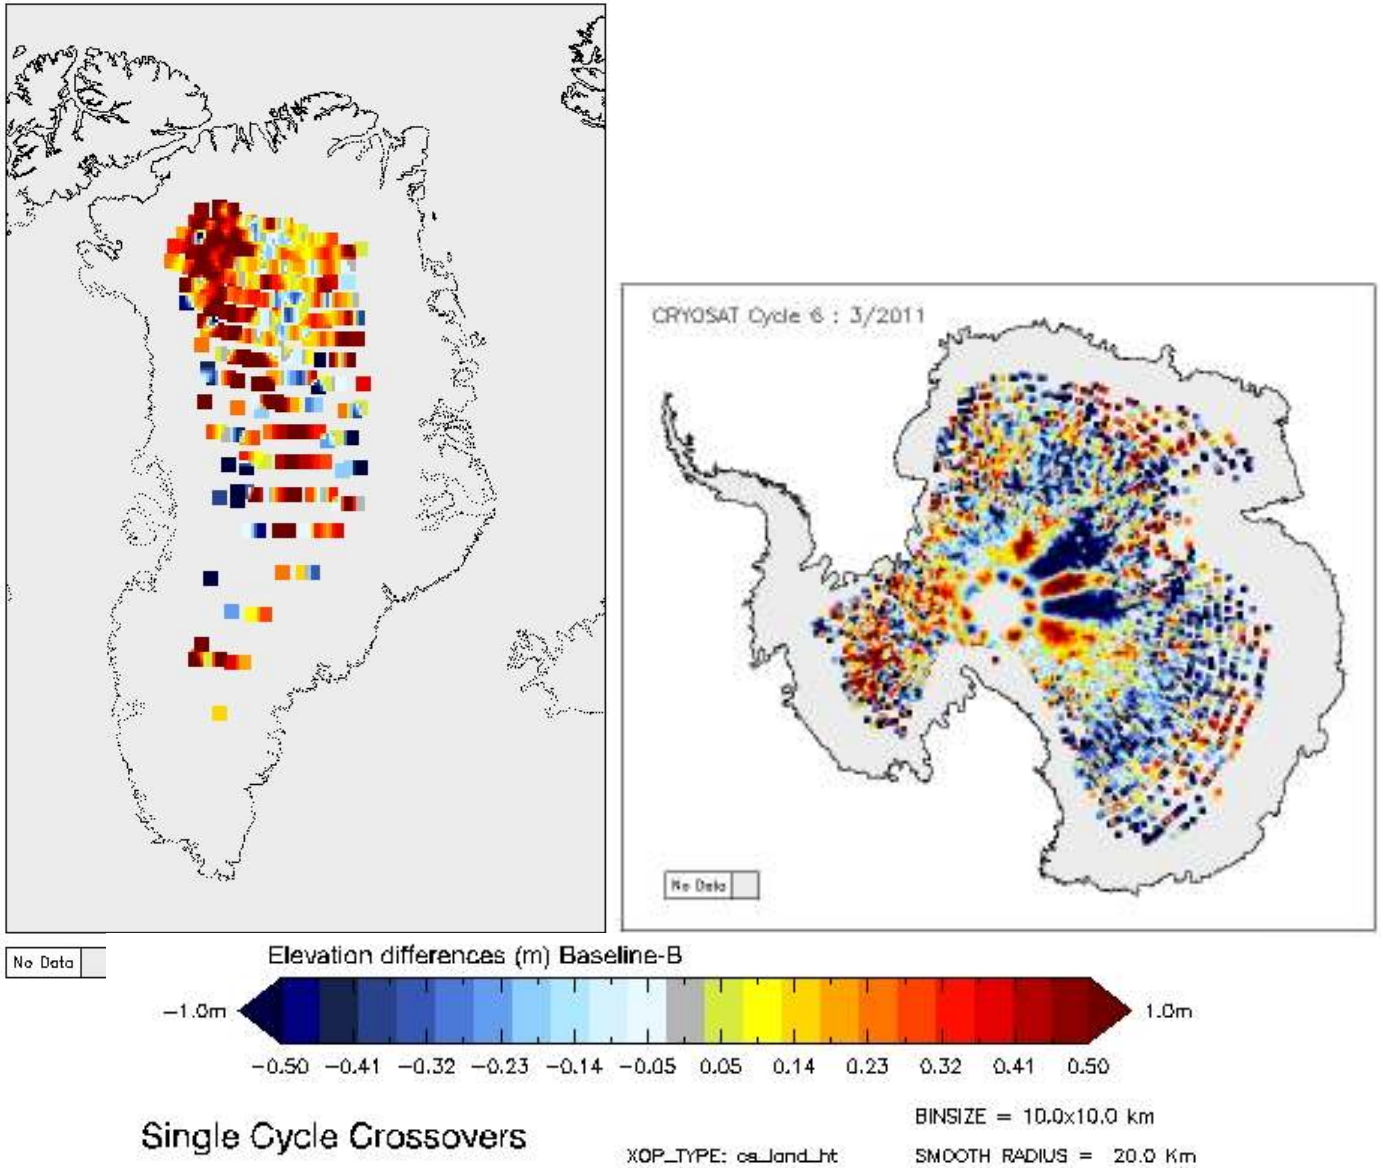 CRYOSAT Cycle 6 : 3/2011
No Data
No Data
Elevation differences (m) Baseline-B
-1.0m
1.0m
-0.50 -0.41 -0.32 -0.23 -0.14 -0.05 0.05 0.14 0.23 0.32 0.41 0.50
BINSIZE = 10.0x10.0 km
Single Cycle Crossovers
XOP_TYPE: cs_land_ht
SMOOTH RADIUS = 20.0 Km